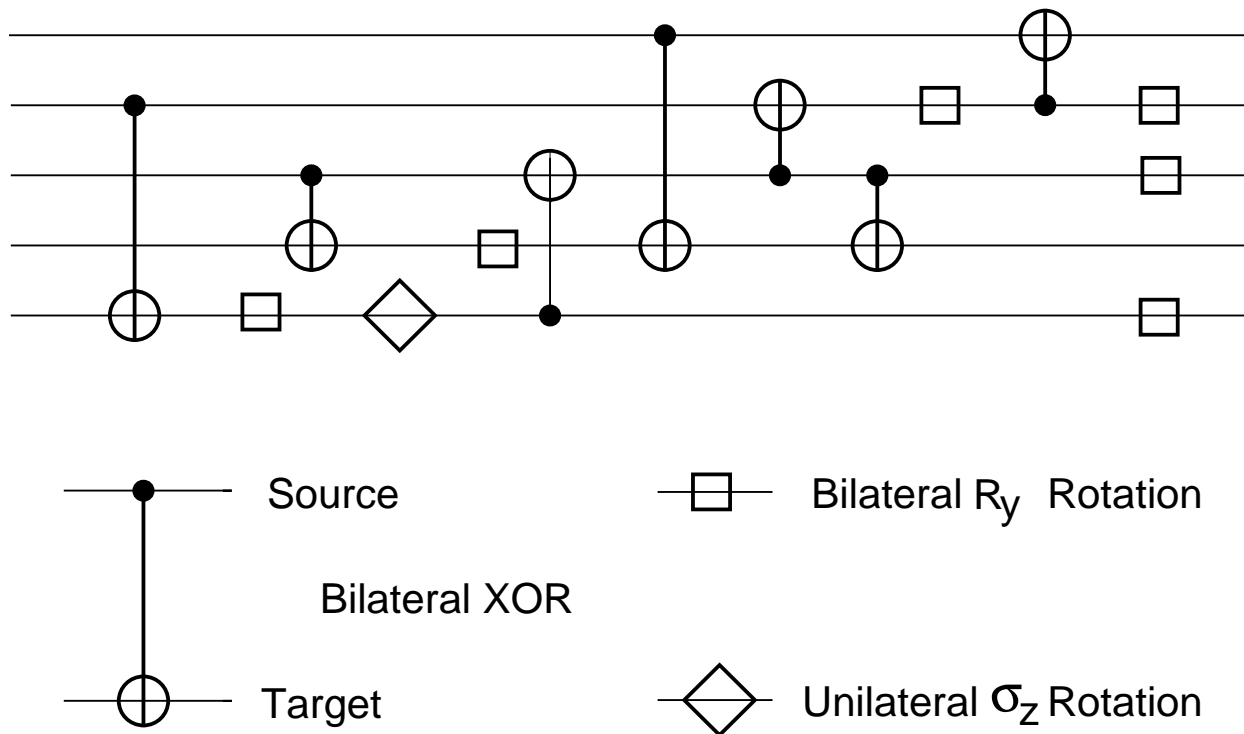 Source
Bilateral Ry Rotation
Bilateral XOR
Target
Unilateral σz Rotation